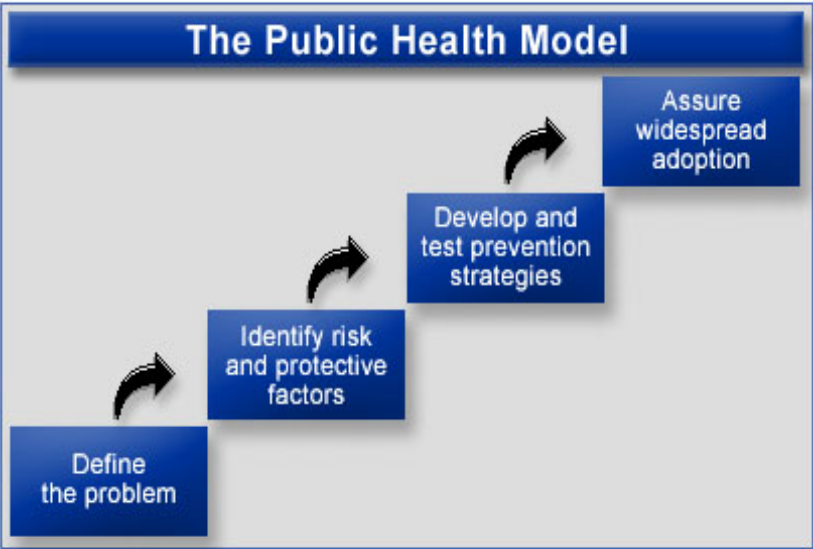 The Public Health Model
Assure
widespread
adoption
Develop and
test prevention
strategies
Identify risk
and protective
factors
Define
the problem